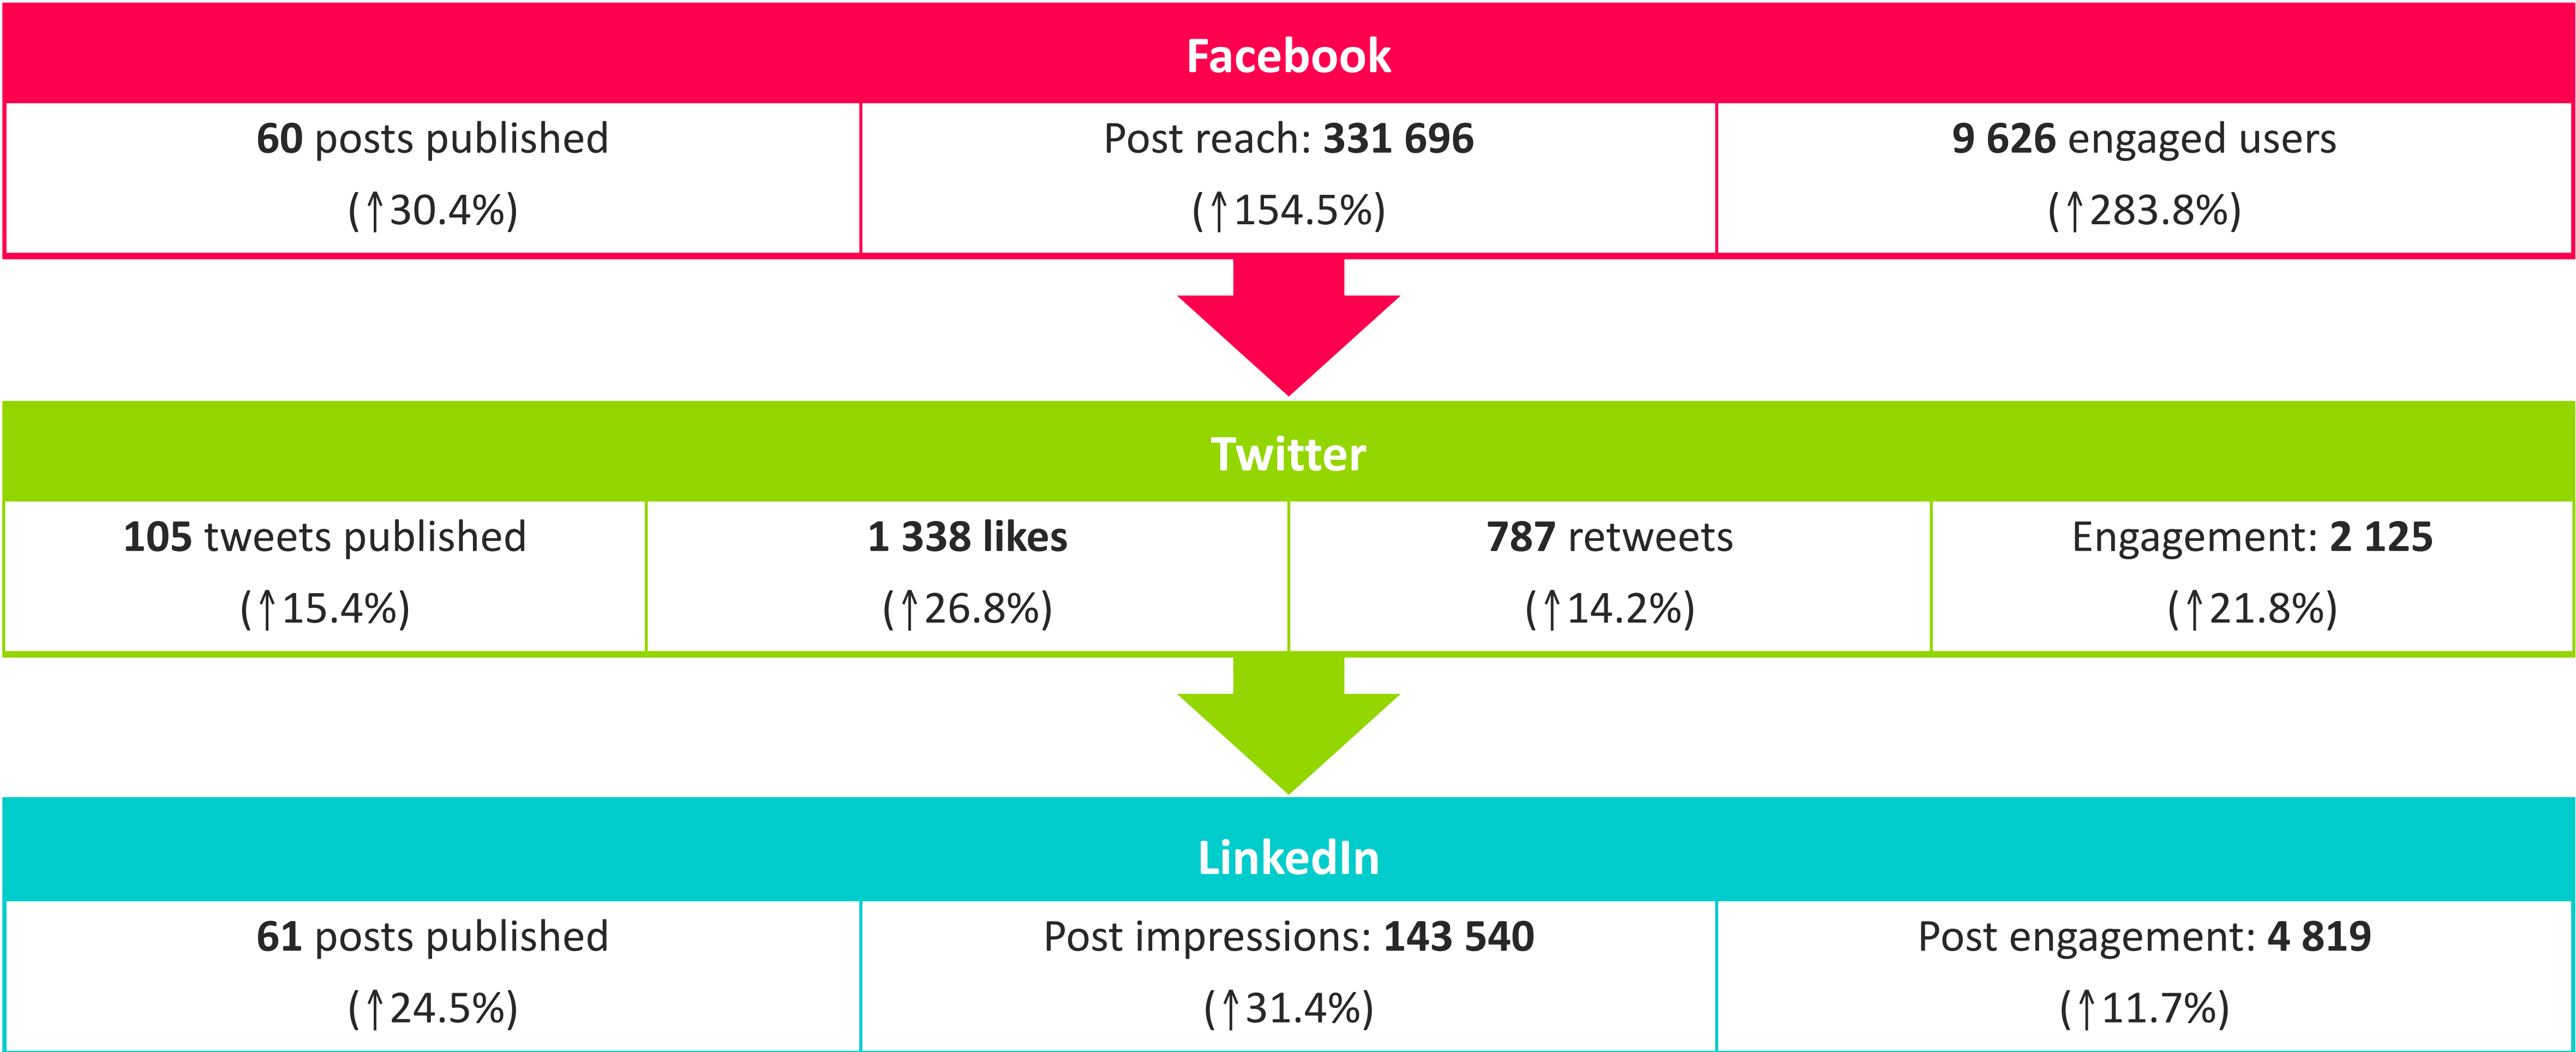 Facebook
60 posts published
(↑30.4%)
Post reach: 331 696
(↑154.5%)
9 626 engaged users
(↑283.8%)
Twitter
105 tweets published
(↑15.4%)
1 338 likes
(↑26.8%)
787 retweets
(↑14.2%)
Engagement: 2 125
(↑21.8%)
LinkedIn
61 posts published
(↑24.5%)
Post impressions: 143 540
(↑31.4%)
Post engagement: 4 819
(↑11.7%)